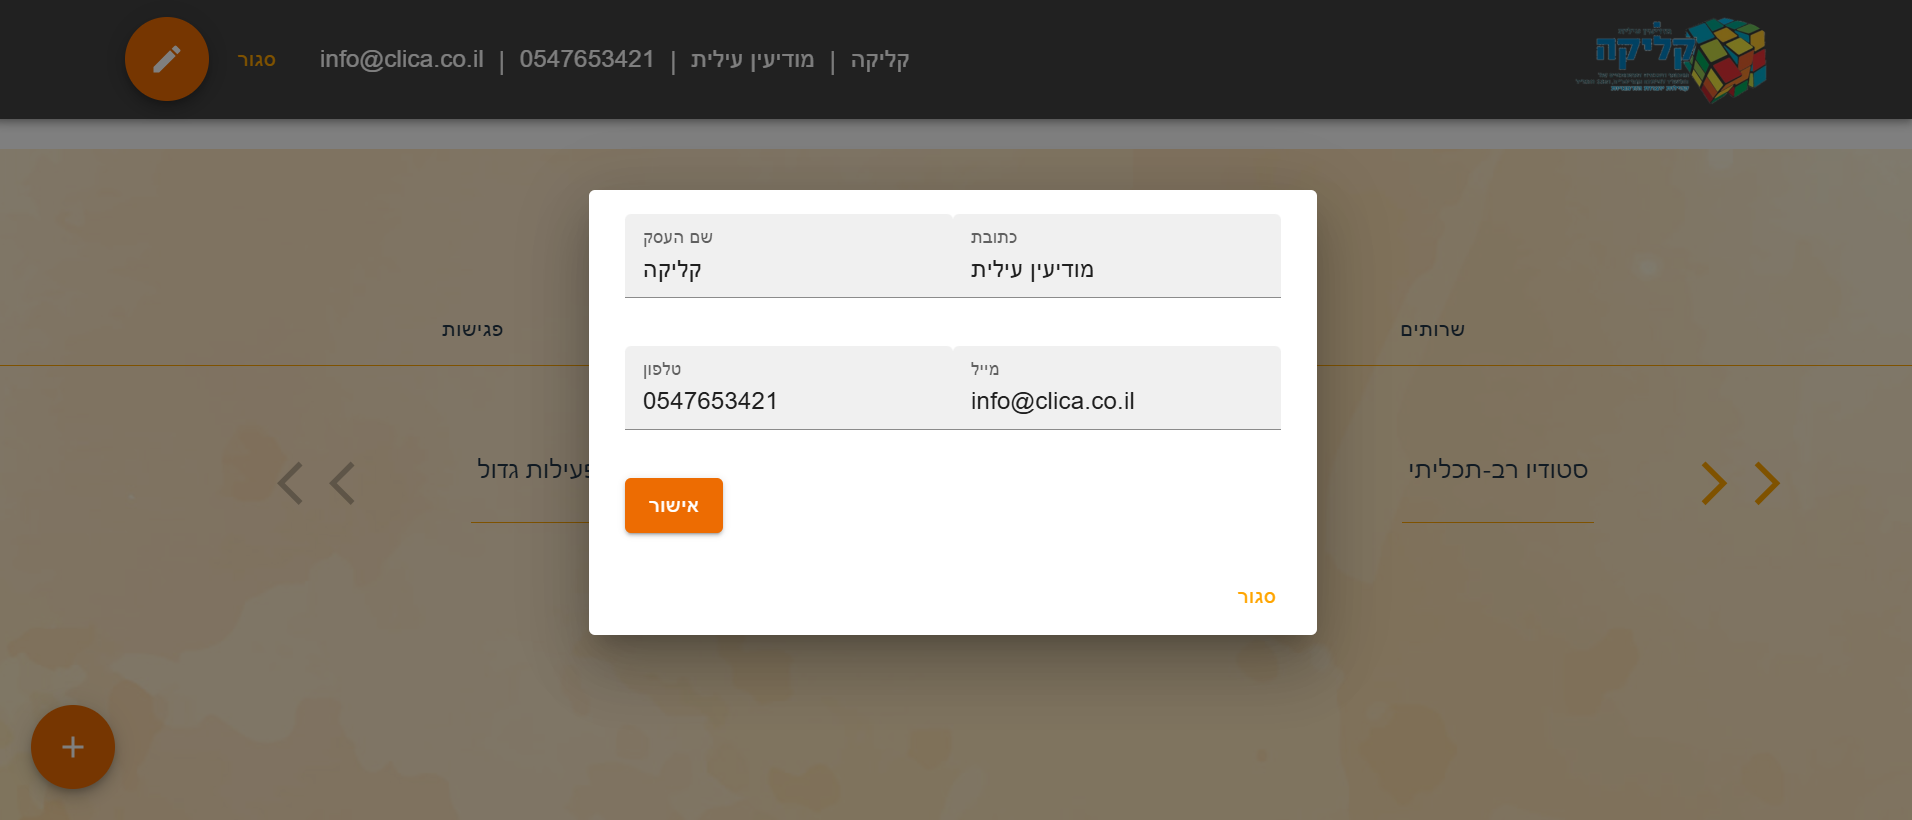 קליקה | מודיעין עילית | 0547653421 | info@clica.co.il
סגור
קליקה
שרותים
פגישות
סטודיו רב-תכליתי
פעילות גדול
שם העסק
קליקה
כתובת
מודיעין עילית
טלפון
0547653421
מייל
info@clica.co.il
אישור
סגור